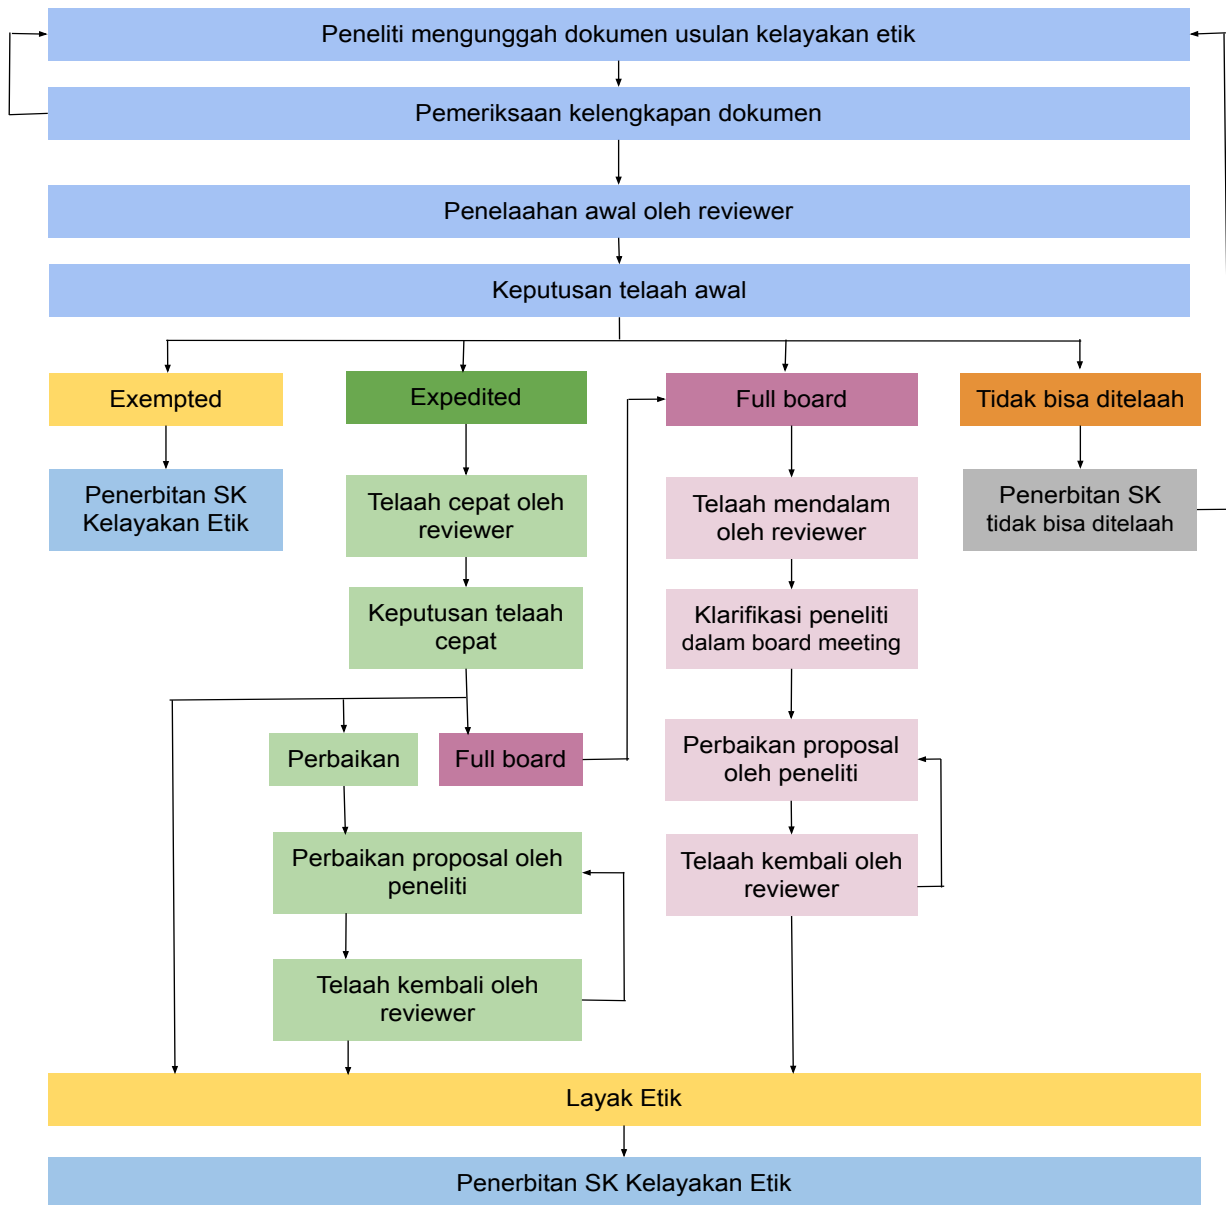 Peneliti mengunggah dokumen usulan kelayakan etik
Pemeriksaan kelengkapan dokumen
Penelaahan awal oleh reviewer
Keputusan telaah awal
Exempted
Expedited
Full board
Tidak bisa ditelaah
Penerbitan SK
Kelayakan Etik
Telaah cepat oleh
reviewer
Telaah mendalam
oleh reviewer
Penerbitan SK
tidak bisa ditelaah
Keputusan telaah
cepat
Klarifikasi peneliti
dalam board meeting
Perbaikan
Full board
Perbaikan proposal
oleh peneliti
Perbaikan proposal oleh
peneliti
Telaah kembali oleh
reviewer
Telaah kembali oleh
reviewer
Layak Etik
Penerbitan SK Kelayakan Etik